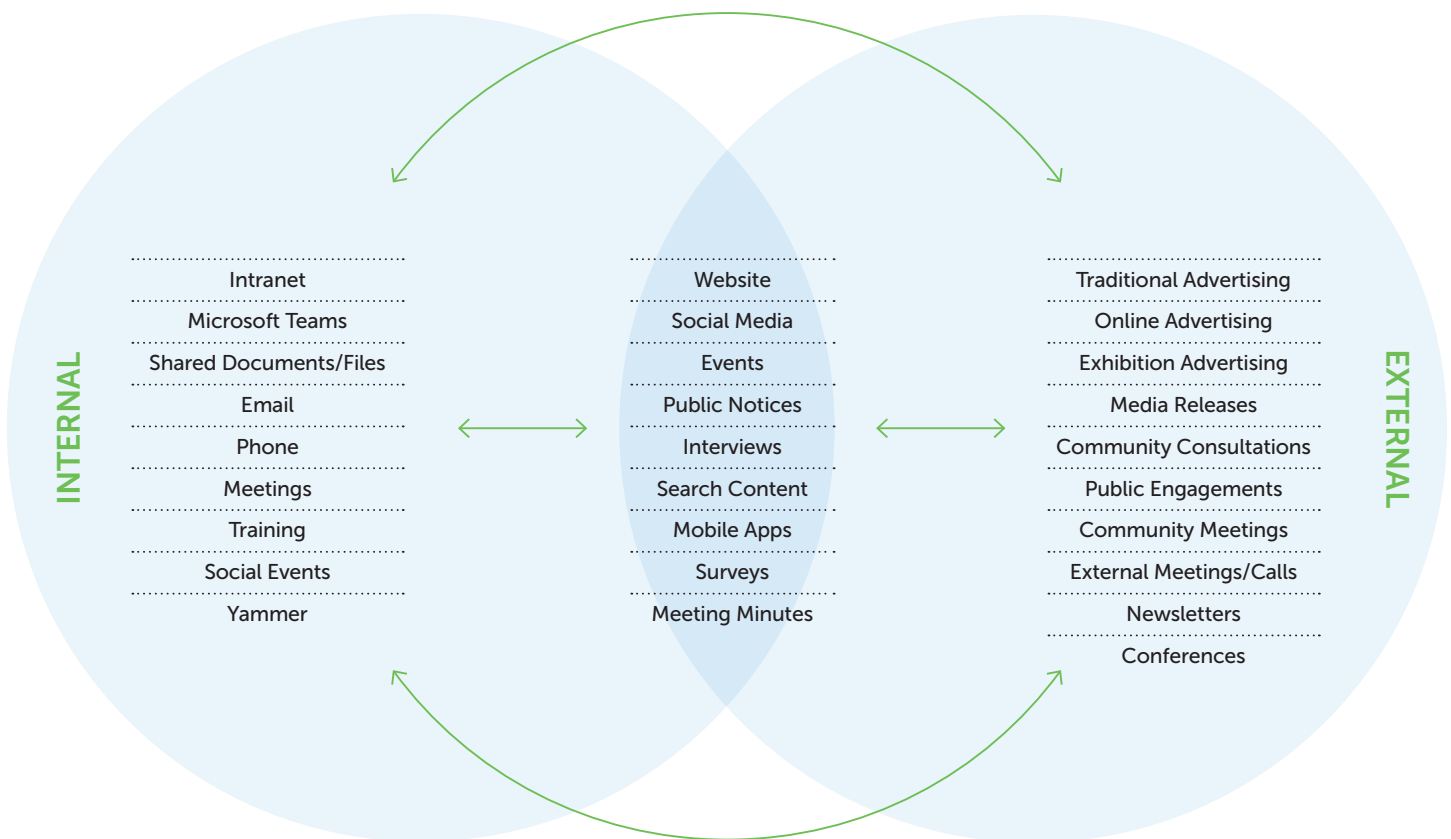 INTERNAL
Intranet
Microsoft Teams
Shared Documents/Files
Email
Phone
Meetings
Training
Social Events
Yammer
Website
Social Media
Events
Public Notices
Interviews
Search Content
Mobile Apps
Surveys
Meeting Minutes
Traditional Advertising
Online Advertising
Exhibition Advertising
Media Releases
Community Consultations
Public Engagements
Community Meetings
External Meetings/Calls
Newsletters
Conferences
EXTERNAL